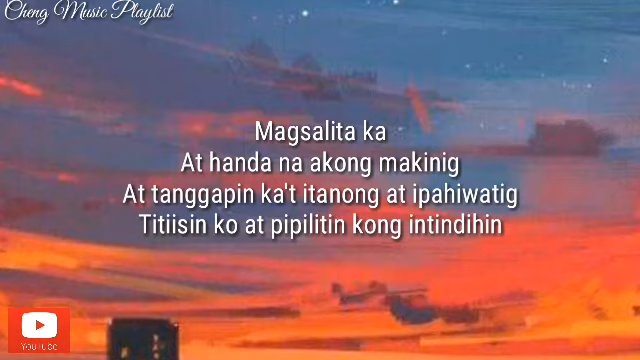 Cheng Music Playlist
Magsalita ka
At handa na akong makinig
At tanggapin ka't itanong at ipahiwatig
Titiisin ko at pipilitin kong intindihin
YOUTUBE